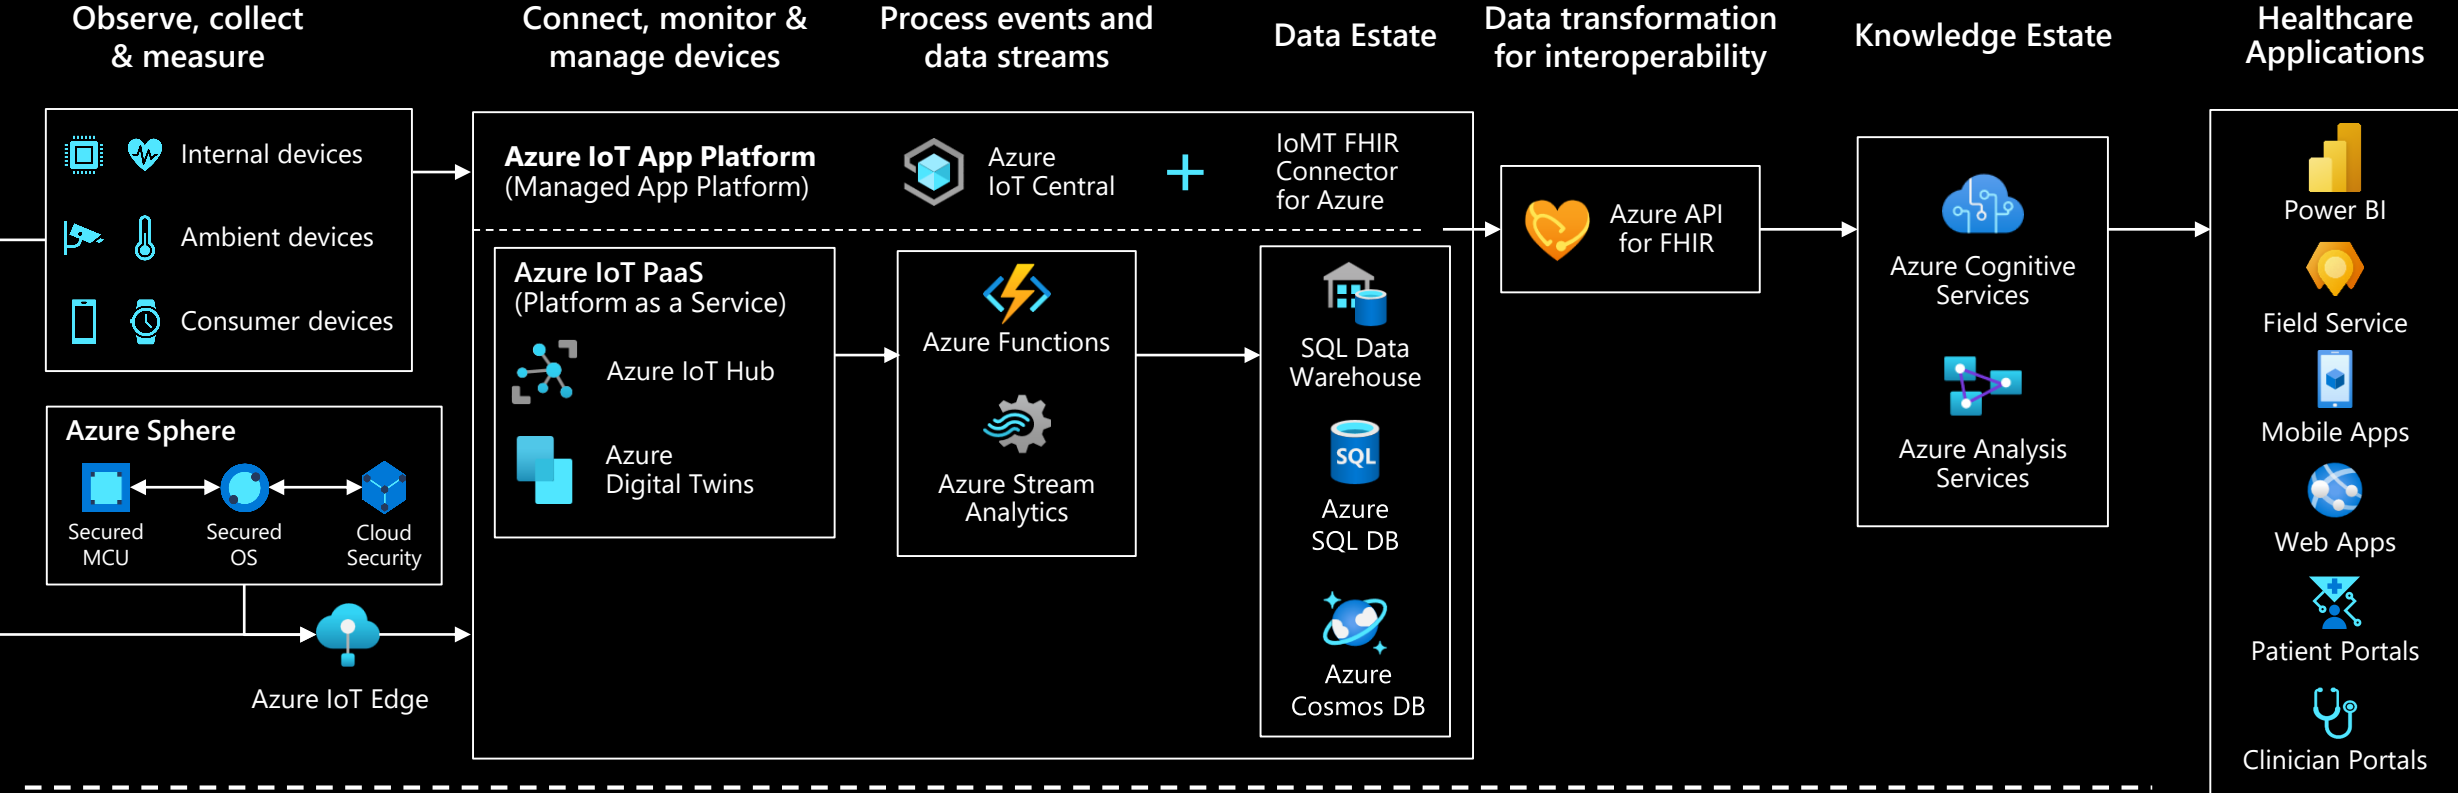 Observe, collect
& measure
Connect, monitor &
manage devices
Process events and
data streams
Data Estate
Data transformation
for interoperability
Knowledge Estate
Healthcare
Applications
Internal devices
Ambient devices
Consumer devices
Azure Sphere
Secured
MCU
Secured
OS
Cloud
Security
Azure IoT Edge
Azure IoT App Platform
(Managed App Platform)
Azure
IoT Central
IoMT FHIR
Connector
for Azure
Azure IoT PaaS
(Platform as a Service)
Azure IoT Hub
Azure
Digital Twins
Azure Functions
Azure Stream
Analytics
SQL Data
Warehouse
SQL
Azure
SQL DB
Azure
Cosmos DB
Azure API
for FHIR
Azure Cognitive
Services
Azure Analysis
Services
Power BI
Field Service
Mobile Apps
Web Apps
Patient Portals
Clinician Portals